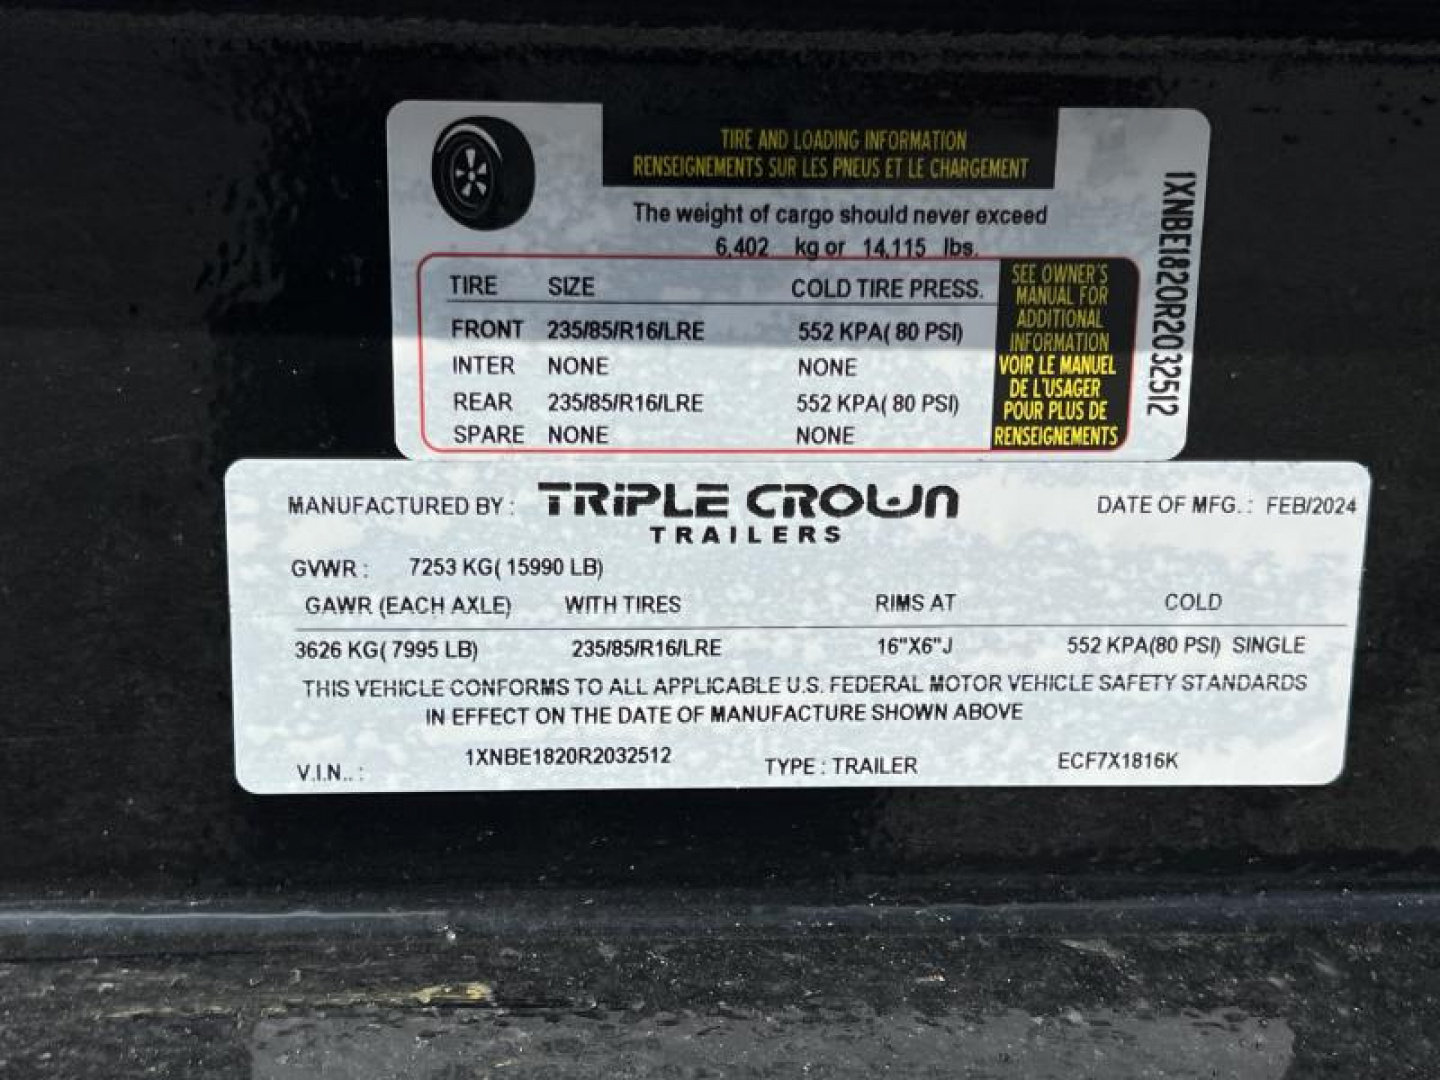 TIRE AND LOADING INFORMATION
RENSEIGNEMENTS SUR LES PNEUS ET LE CHARGEMENT
The weight of cargo should never exceed
6,402 kg or 14,115 lbs.
TIRE SIZE COLD TIRE PRESS.
FRONT 235/85/R16/LRE 552 KPA( 80 PSI)
INTER NONE NONE
REAR 235/85/R16/LRE 552 KPA( 80 PSI)
SPARE NONE NONE
SEE OWNER'S
MANUAL FOR
ADDITIONAL
INFORMATION
VOIR LE MANUEL
DE L'USAGER
POUR PLUS DE
RENSEIGNEMENTS
1XNBE1820R2032512
MANUFACTURED BY : TRIPLE CROWN DATE OF MFG. : FEB/2024
TRAILERS
GVWR : 7253 KG( 15990 LB)
GAWR (EACH AXLE) WITH TIRES RIMS AT COLD
3626 KG( 7995 LB) 235/85/R16/LRE 16"X6"J 552 KPA(80 PSI) SINGLE
THIS VEHICLE CONFORMS TO ALL APPLICABLE U.S. FEDERAL MOTOR VEHICLE SAFETY STANDARDS
IN EFFECT ON THE DATE OF MANUFACTURE SHOWN ABOVE
V.I.N.. : 1XNBE1820R2032512 TYPE : TRAILER ECF7X1816K